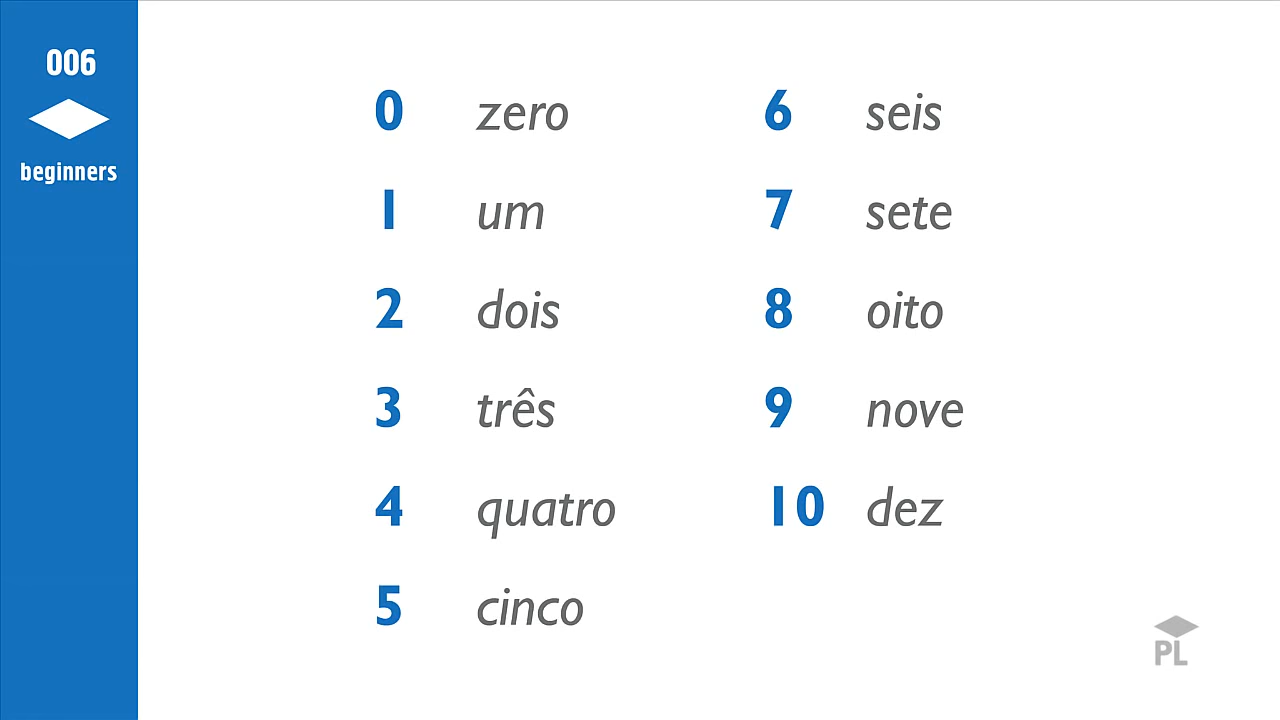 006
beginners
0 zero
1 um
2 dois
3 três
4 quatro
5 cinco
6 seis
7 sete
8 oito
9 nove
10 dez
PL